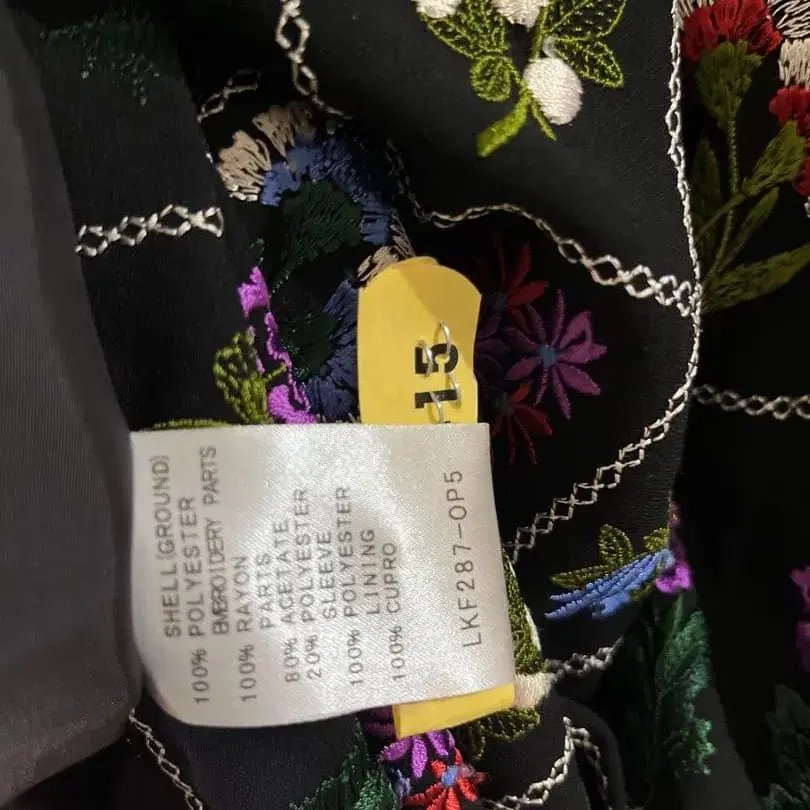 SHELL(GROUND)
100% POLYESTER
EMBROIDERY PARTS
100% RAYON
PARTS
80% ACETATE
20% POLYESTER
SLEEVE
100% POLYESTER
LINING
100% CUPRO
LKF287-OP5
15